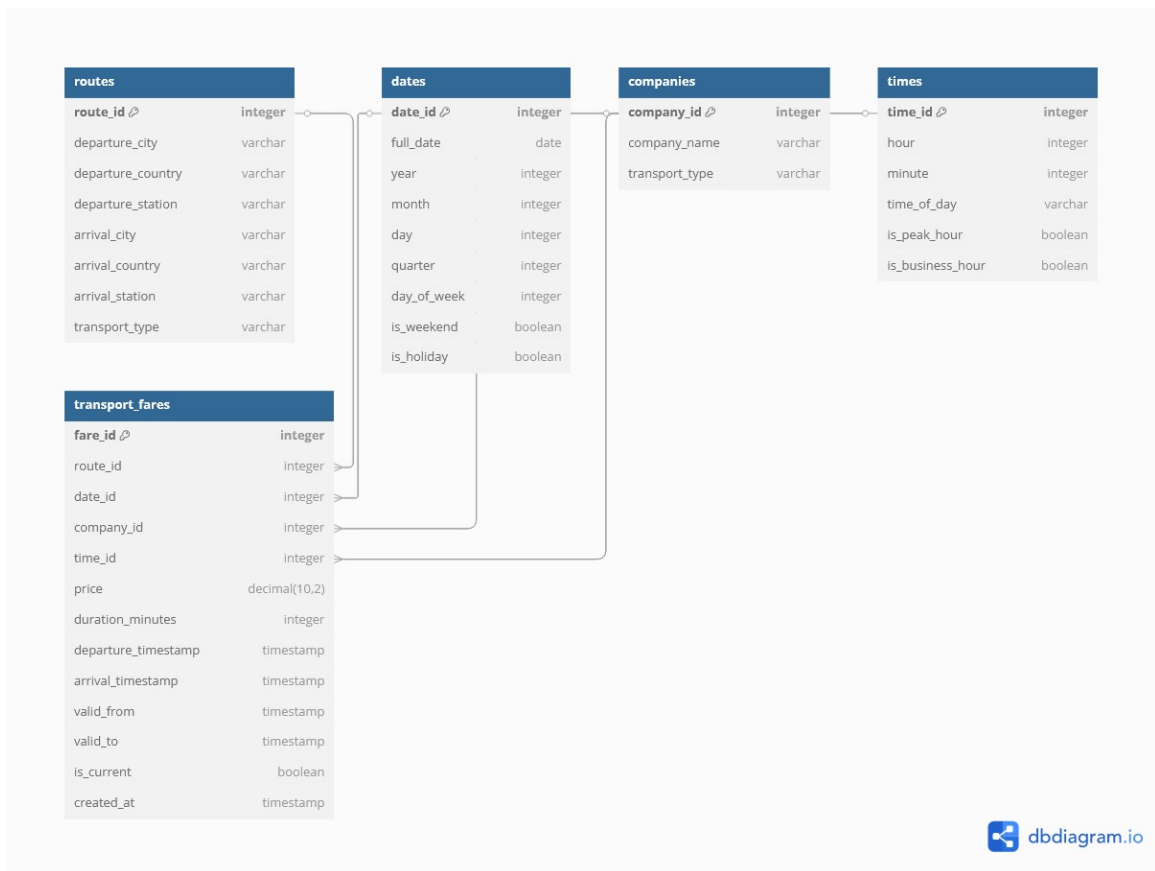 routes
route_id integer
departure_city varchar
departure_country varchar
departure_station varchar
arrival_city varchar
arrival_country varchar
arrival_station varchar
transport_type varchar
dates
date_id integer
full_date date
year integer
month integer
day integer
quarter integer
day_of_week integer
is_weekend boolean
is_holiday boolean
companies
company_id integer
company_name varchar
transport_type varchar
times
time_id integer
hour integer
minute integer
time_of_day varchar
is_peak_hour boolean
is_business_hour boolean
transport_fares
fare_id integer
route_id integer
date_id integer
company_id integer
time_id integer
price decimal(10,2)
duration_minutes integer
departure_timestamp timestamp
arrival_timestamp timestamp
valid_from timestamp
valid_to timestamp
is_current boolean
created_at timestamp
dbdiagram.io